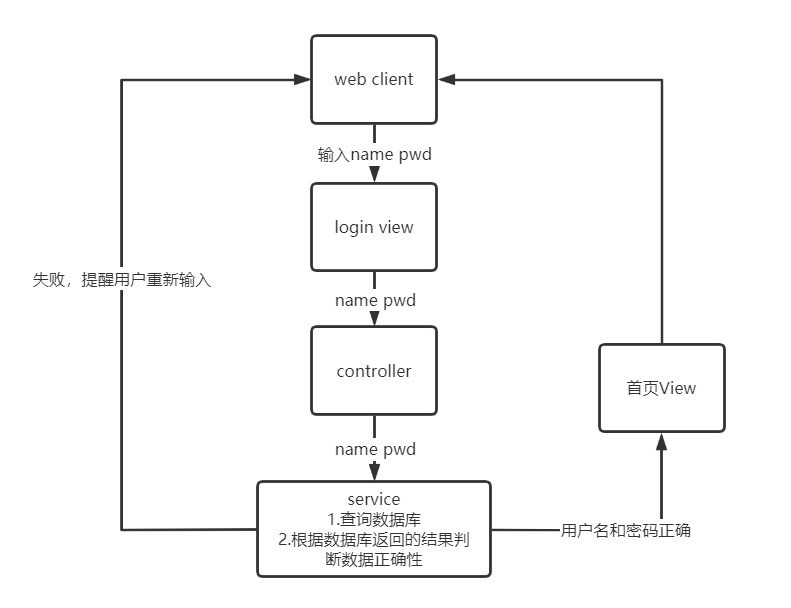 web client
输入name pwd
login view
失败，提醒用户重新输入
name pwd
controller
首页View
name pwd
service
1.查询数据库
2.根据数据库返回的结果判
断数据正确性
用户名和密码正确